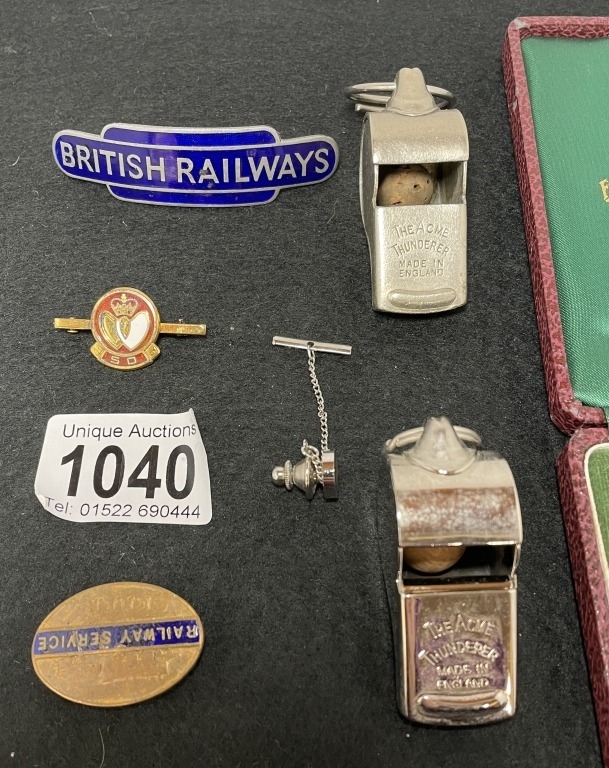 BRITISH RAILWAYS
THE ACME
THUNDERER
MADE IN
ENGLAND
SD
Unique Auctions
1040
Tel: 01522 690444
RAILWAY SERVICE
THE ACME
THUNDERER
MADE IN
ENGLAND